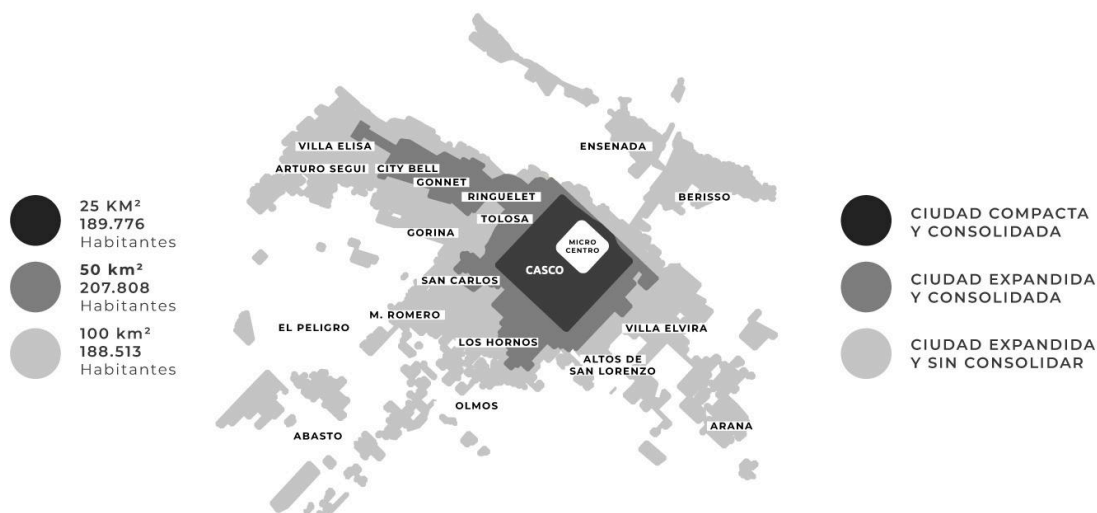 VILLA ELISA
ARTURO SEGUI
CITY BELL
GONNET
RINGUELET
TOLOSA
GORINA
ENSENADA
BERISSO
MICRO
CENTRO
CASCO
SAN CARLOS
M. ROMERO
EL PELIGRO
LOS HORNOS
VILLA ELVIRA
ALTOS DE
SAN LORENZO
OLMOS
ABASTO
ARANA
25 KM²
189.776
Habitantes
50 km²
207.808
Habitantes
100 km²
188.513
Habitantes
CIUDAD COMPACTA
Y CONSOLIDADA
CIUDAD EXPANDIDA
Y CONSOLIDADA
CIUDAD EXPANDIDA
Y SIN CONSOLIDAR